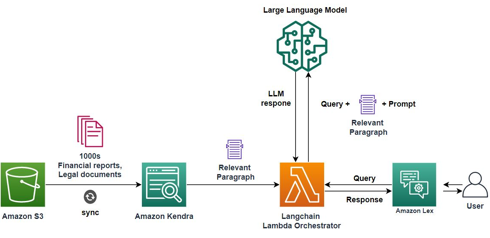 Large Language Model
LLM
respone
Query +
+ Prompt
Relevant
Paragraph
1000s
Financial reports,
Legal documents
sync
Relevant
Paragraph
Query
Response
Amazon S3
Amazon Kendra
Langchain
Lambda Orchestrator
Amazon Lex
User